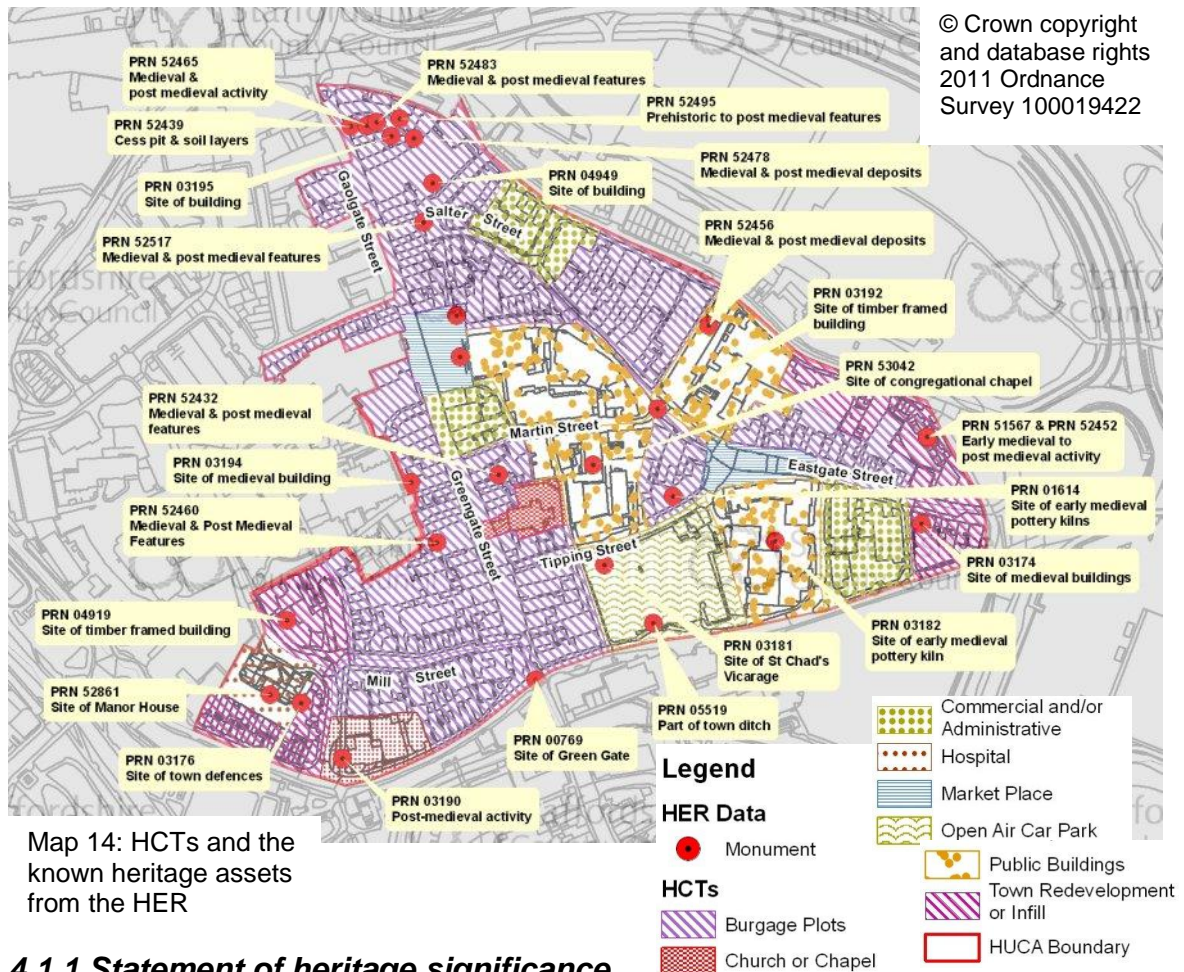 © Crown copyright
and database rights
2011 Ordnance
Survey 100019422
PRN 52465
Medieval &
post medieval activity
PRN 52483
Medieval & post medieval features
PRN 52495
Prehistoric to post medieval features
PRN 52439
Cess pit & soil layers
PRN 52478
Medieval & post medieval deposits
PRN 03195
Site of building
PRN 04949
Site of building
Gaolgate Street
Salter Street
PRN 52517
Medieval & post medieval features
PRN 52456
Medieval & post medieval deposits
PRN 03192
Site of timber framed
building
PRN 53042
Site of congregational chapel
PRN 52432
Medieval & post medieval
features
Martin Street
PRN 51567 & PRN 52452
Early medieval to
post medieval activity
PRN 03194
Site of medieval building
Eastgate Street
Greengate Street
PRN 01614
Site of early medieval
pottery kilns
PRN 52460
Medieval & Post Medieval
Features
Tipping Street
PRN 03174
Site of medieval buildings
PRN 04919
Site of timber framed building
PRN 03182
Site of early medieval
pottery kiln
PRN 03181
Site of St Chad's
Vicarage
Mill Street
PRN 52861
Site of Manor House
PRN 05519
Part of town ditch
PRN 00769
Site of Green Gate
PRN 03176
Site of town defences
PRN 03190
Post-medieval activity
Map 14: HCTs and the
known heritage assets
from the HER
Legend
HER Data
Monument
HCTs
Burgage Plots
Church or Chapel
Commercial and/or
Administrative
Hospital
Market Place
Open Air Car Park
Public Buildings
Town Redevelopment
or Infill
HUCA Boundary
4.1.1 Statement of heritage significance